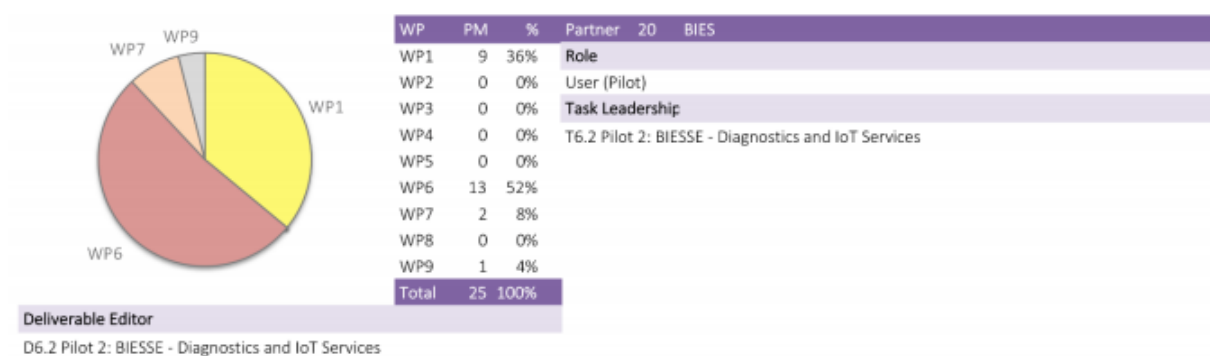 WP9
WP7
WP1
WP6
WP PM %
WP1 9 36%
WP2 0 0%
WP3 0 0%
WP4 0 0%
WP5 0 0%
WP6 13 52%
WP7 2 8%
WP8 0 0%
WP9 1 4%
Total 25 100%
Partner 20 BIES
Role
User (Pilot)
Task Leadership
T6.2 Pilot 2: BIESSE - Diagnostics and IoT Services
Deliverable Editor
D6.2 Pilot 2: BIESSE - Diagnostics and IoT Services